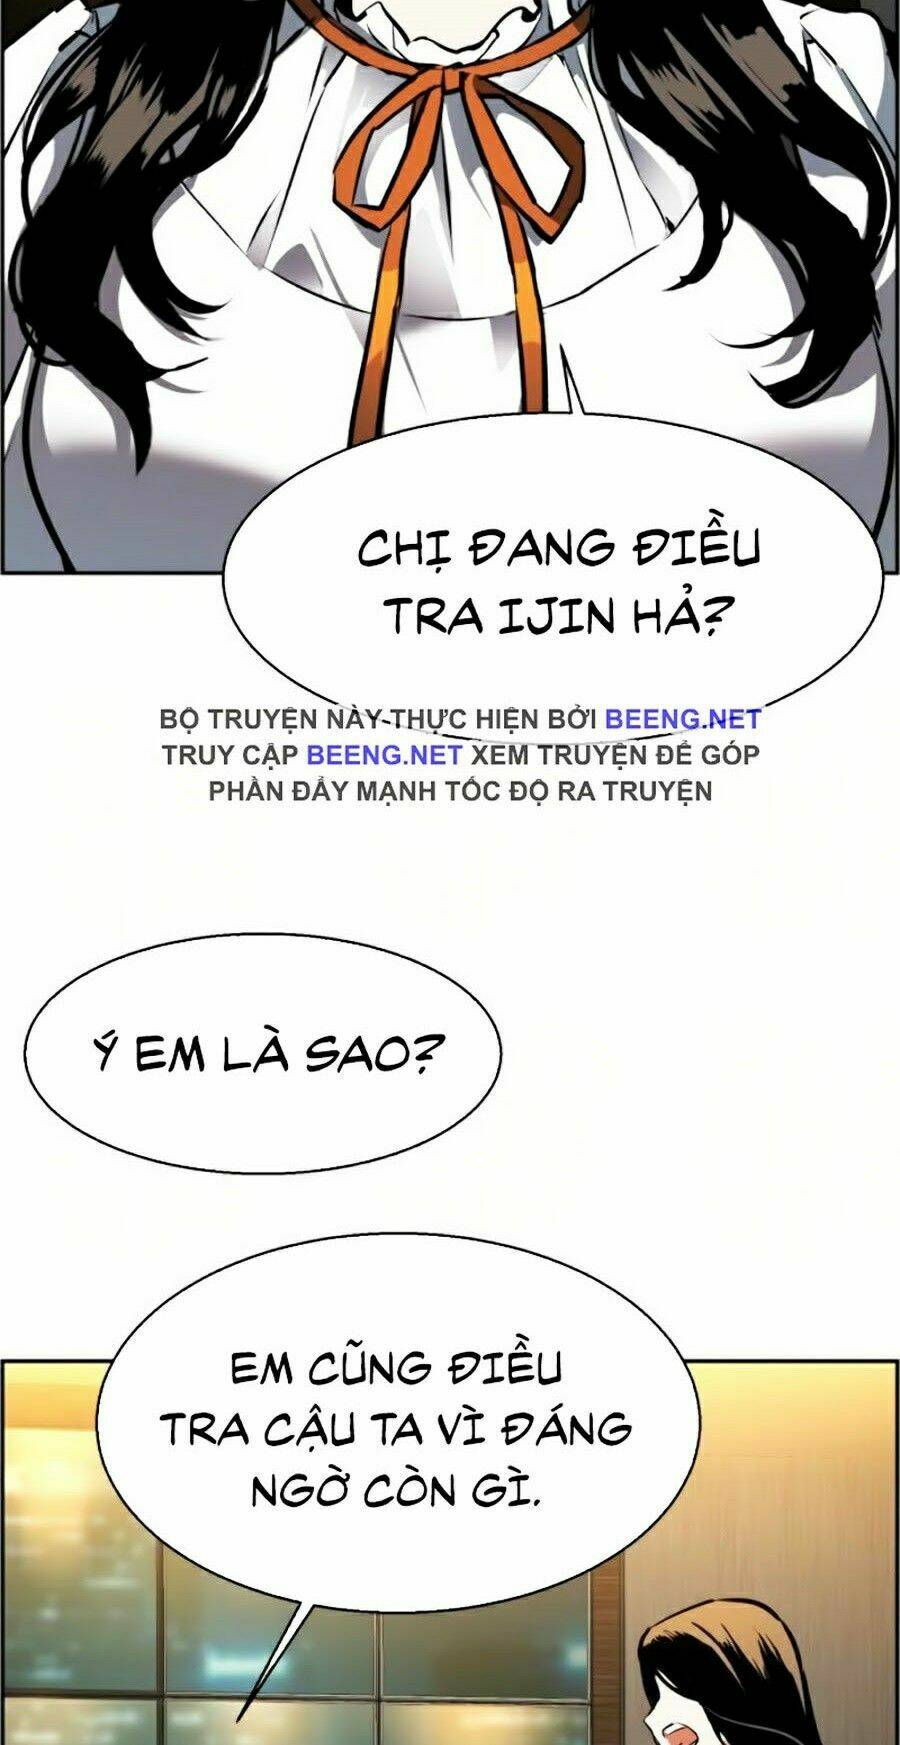 CHỊ ĐANG ĐIỀU
TRA IJIN HẢ?
BỘ TRUYỆN NÀY THỰC HIỆN BỞI BEENG.NET
TRUY CẬP BEENG.NET XEM TRUYỆN ĐỂ GÓP
PHẦN ĐẨY MẠNH TỐC ĐỘ RA TRUYỆN
Ý EM LÀ SAO?
EM CŨNG ĐIỀU
TRA CẬU TA VÌ ĐÁNG
NGỜ CÒN GÌ.